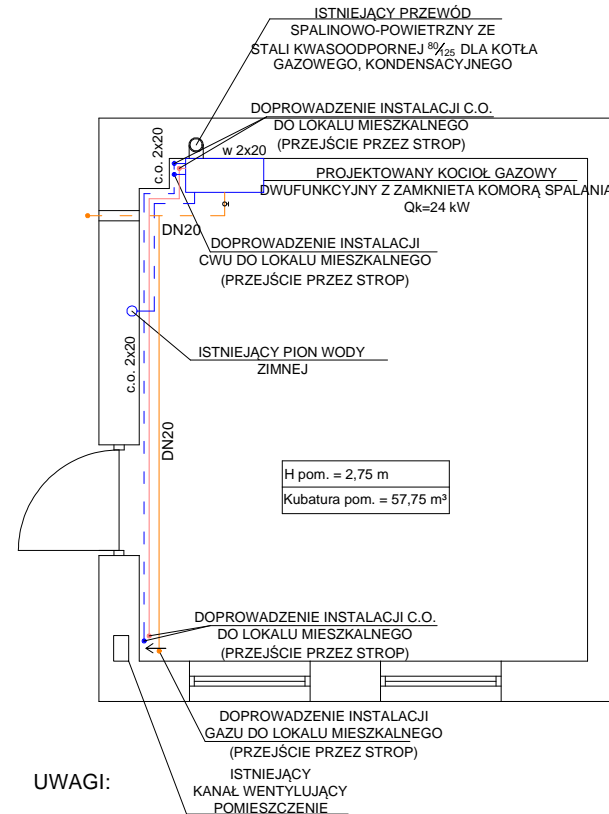 ISTNIEJĄCY PRZEWÓD
SPALINOWO-POWIETRZNY ZE
STALI KWASOODPORNEJ ⁸⁰⁄₁₂₅ DLA KOTŁA
GAZOWEGO, KONDENSACYJNEGO
DOPROWADZENIE INSTALACJI C.O.
DO LOKALU MIESZKALNEGO
(PRZEJŚCIE PRZEZ STROP)
c.o. 2x20
w 2x20
PROJEKTOWANY KOCIOŁ GAZOWY
DWUFUNKCYJNY Z ZAMKNIETA KOMORĄ SPALANIA
Qk=24 kW
DN20
DOPROWADZENIE INSTALACJI
CWU DO LOKALU MIESZKALNEGO
(PRZEJŚCIE PRZEZ STROP)
ISTNIEJĄCY PION WODY
ZIMNEJ
c.o. 2x20
DN20
H pom. = 2,75 m
Kubatura pom. = 57,75 m³
DOPROWADZENIE INSTALACJI C.O.
DO LOKALU MIESZKALNEGO
(PRZEJŚCIE PRZEZ STROP)
DOPROWADZENIE INSTALACJI
GAZU DO LOKALU MIESZKALNEGO
(PRZEJŚCIE PRZEZ STROP)
UWAGI:
ISTNIEJĄCY
KANAŁ WENTYLUJĄCY
POMIESZCZENIE